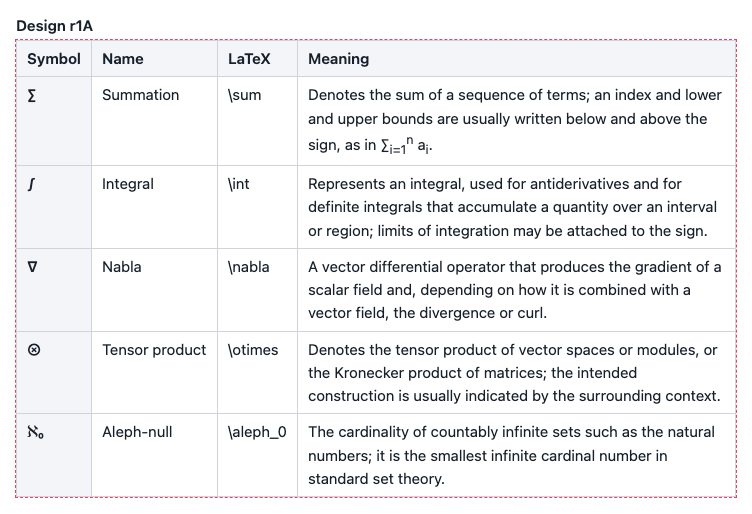 Design r1A
Symbol Name LaTeX Meaning
∑ Summation \sum Denotes the sum of a sequence of terms; an index and lower
and upper bounds are usually written below and above the
sign, as in ∑i=1n ai.
∫ Integral \int Represents an integral, used for antiderivatives and for
definite integrals that accumulate a quantity over an interval
or region; limits of integration may be attached to the sign.
∇ Nabla \nabla A vector differential operator that produces the gradient of a
scalar field and, depending on how it is combined with a
vector field, the divergence or curl.
⊗ Tensor product \otimes Denotes the tensor product of vector spaces or modules, or
the Kronecker product of matrices; the intended
construction is usually indicated by the surrounding context.
ℵ₀ Aleph-null \aleph_0 The cardinality of countably infinite sets such as the natural
numbers; it is the smallest infinite cardinal number in
standard set theory.